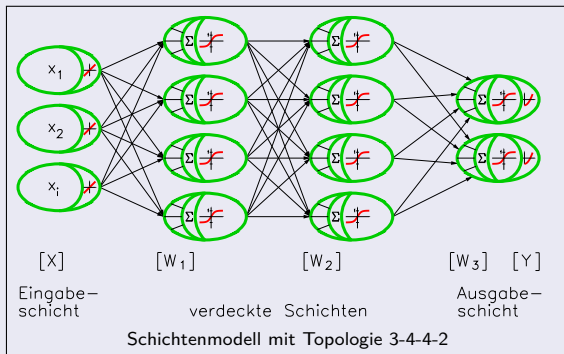 x1
x2
xi
Σ Σ
Σ Σ Σ
Σ Σ Σ
Σ Σ
[X] [W1] [W2] [W3] [Y]
Eingabe-
schicht
verdeckte Schichten
Ausgabe-
schicht
Schichtenmodell mit Topologie 3-4-4-2